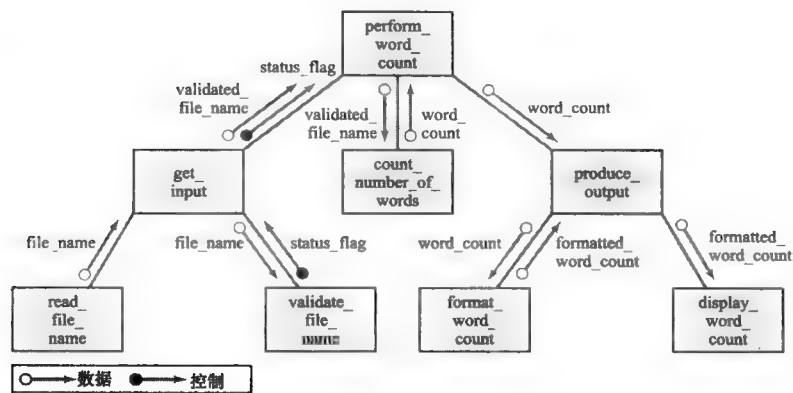 perform_
word_
count
status_flag
validated_
file_name
validated_
file_name
word_
count
word_count
get_
input
count_
number_of_
words
produce_
output
file_name
file_name
status_flag
word_count
formatted_
word_count
formatted_
word_count
read_
file_
name
validate_
file_
format_
word_
count
display_
word_
count
数据
控制